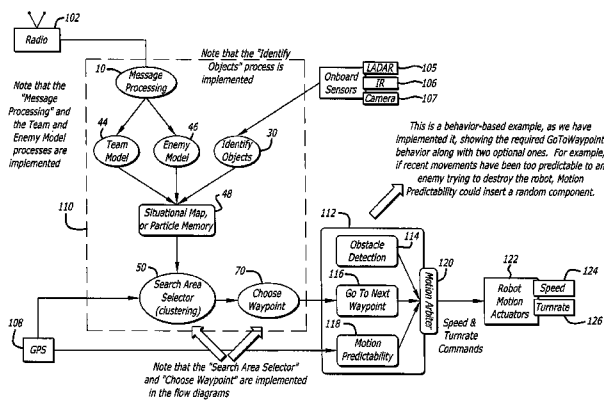 102
Radio
Note that the "Identify
Objects" process is
implemented
10
Message
Processing
Note that the
"Message
Processing" and
the Team and
Enemy Model
processes are
implemented
44
Team
Model
46
Enemy
Model
30
Identify
Objects
Onboard
Sensors
LADAR
105
IR
106
Camera
107
This is a behavior-based example, as we have
implemented it, showing the required GoToWaypoint
behavior along with two optional ones. For example,
if recent movements have been too predictable to an
enemy trying to destroy the robot, Motion
Predictability could insert a random component.
48
Situational Map,
or Particle Memory
110
50
Search Area
Selector
(clustering)
70
Choose
Waypoint
112
114
Obstacle
Detection
116
Go To Next
Waypoint
118
Motion
Predictability
120
Motion Arbiter
Speed &
Turnrate
Commands
122
Robot
Motion
Actuators
124
Speed
Turnrate
126
108
GPS
Note that the "Search Area Selector"
and "Choose Waypoint" are implemented
in the flow diagrams